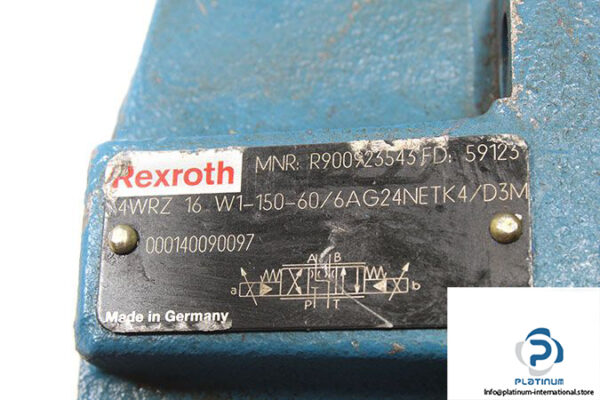 Rexroth
MNR: R900923543 FD: 59123
4WRZ 16 W1-150-60/6AG24NETK4/D3M
000140090097
A B
a b
P T
Made in Germany
PLATINUM
Info@platinum-international.store